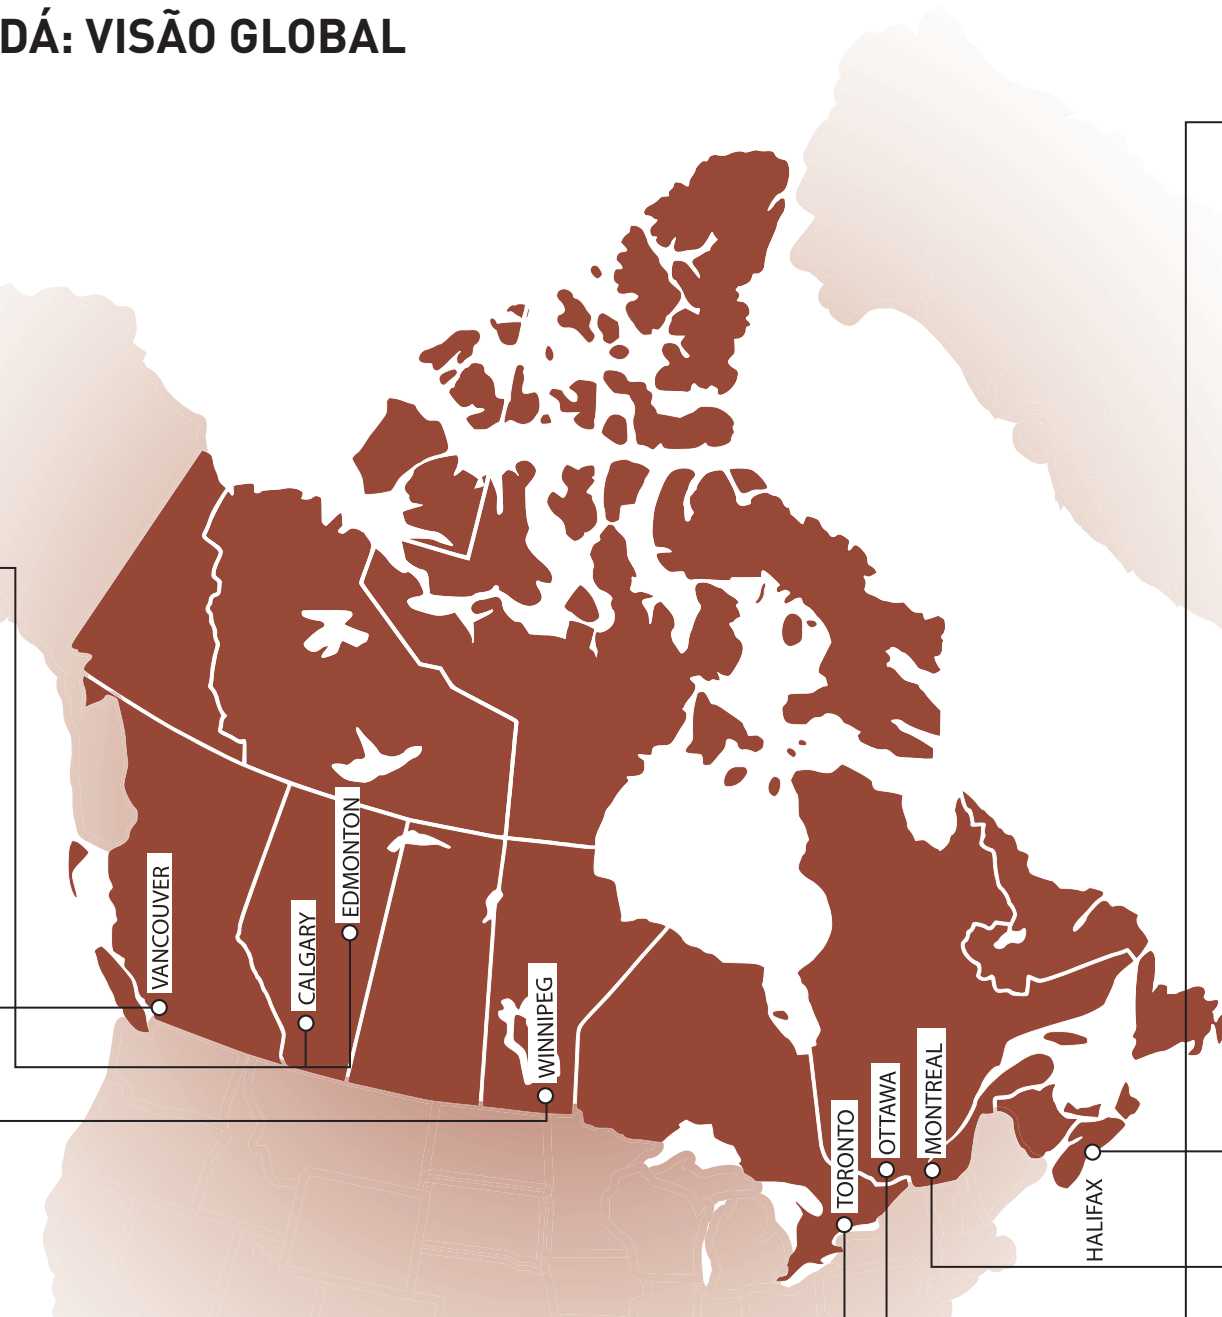 DÁ: VISÃO GLOBAL
VANCOUVER
CALGARY
EDMONTON
WINNIPEG
TORONTO
OTTAWA
MONTREAL
HALIFAX